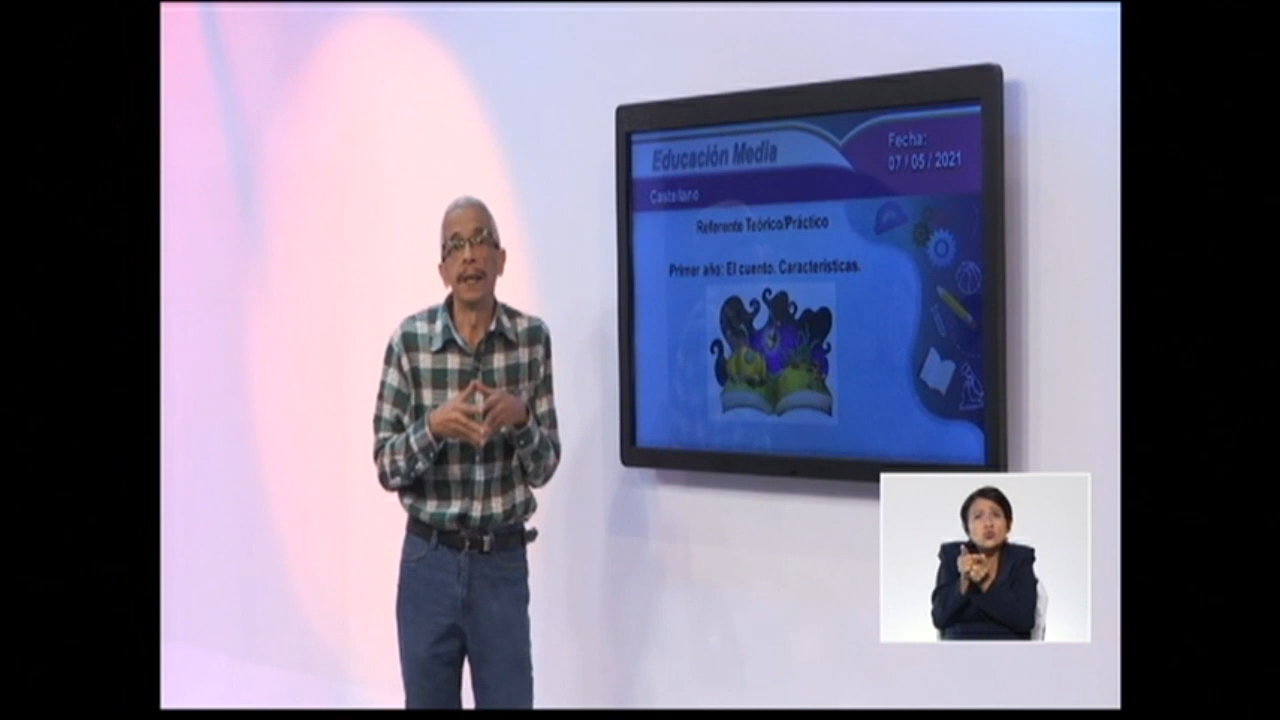 Educación Media
Fecha:
07 / 05 / 2021
Castellano
Referente Teórico/Práctico
Primer año: El cuento. Características.